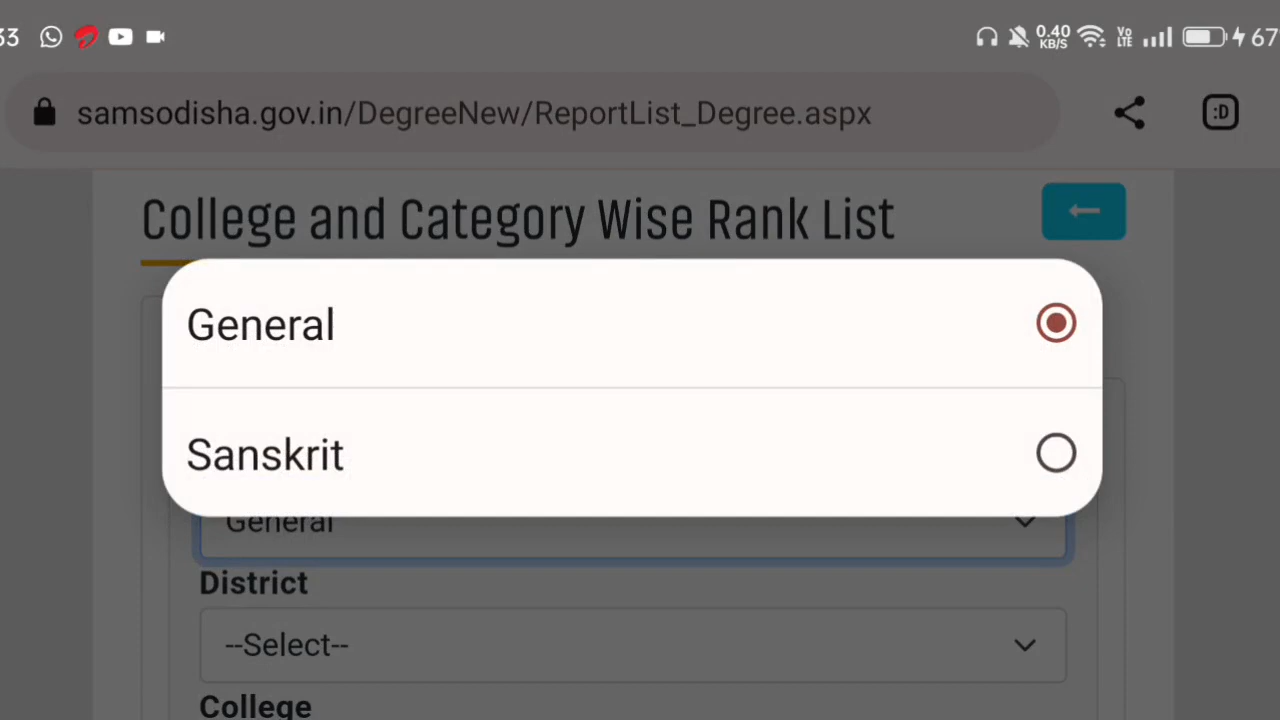 33 0.40 KB/S Vo LTE 67
samsodisha.gov.in/DegreeNew/ReportList_Degree.aspx :D
College and Category Wise Rank List
General
Sanskrit
General
District
--Select--
College